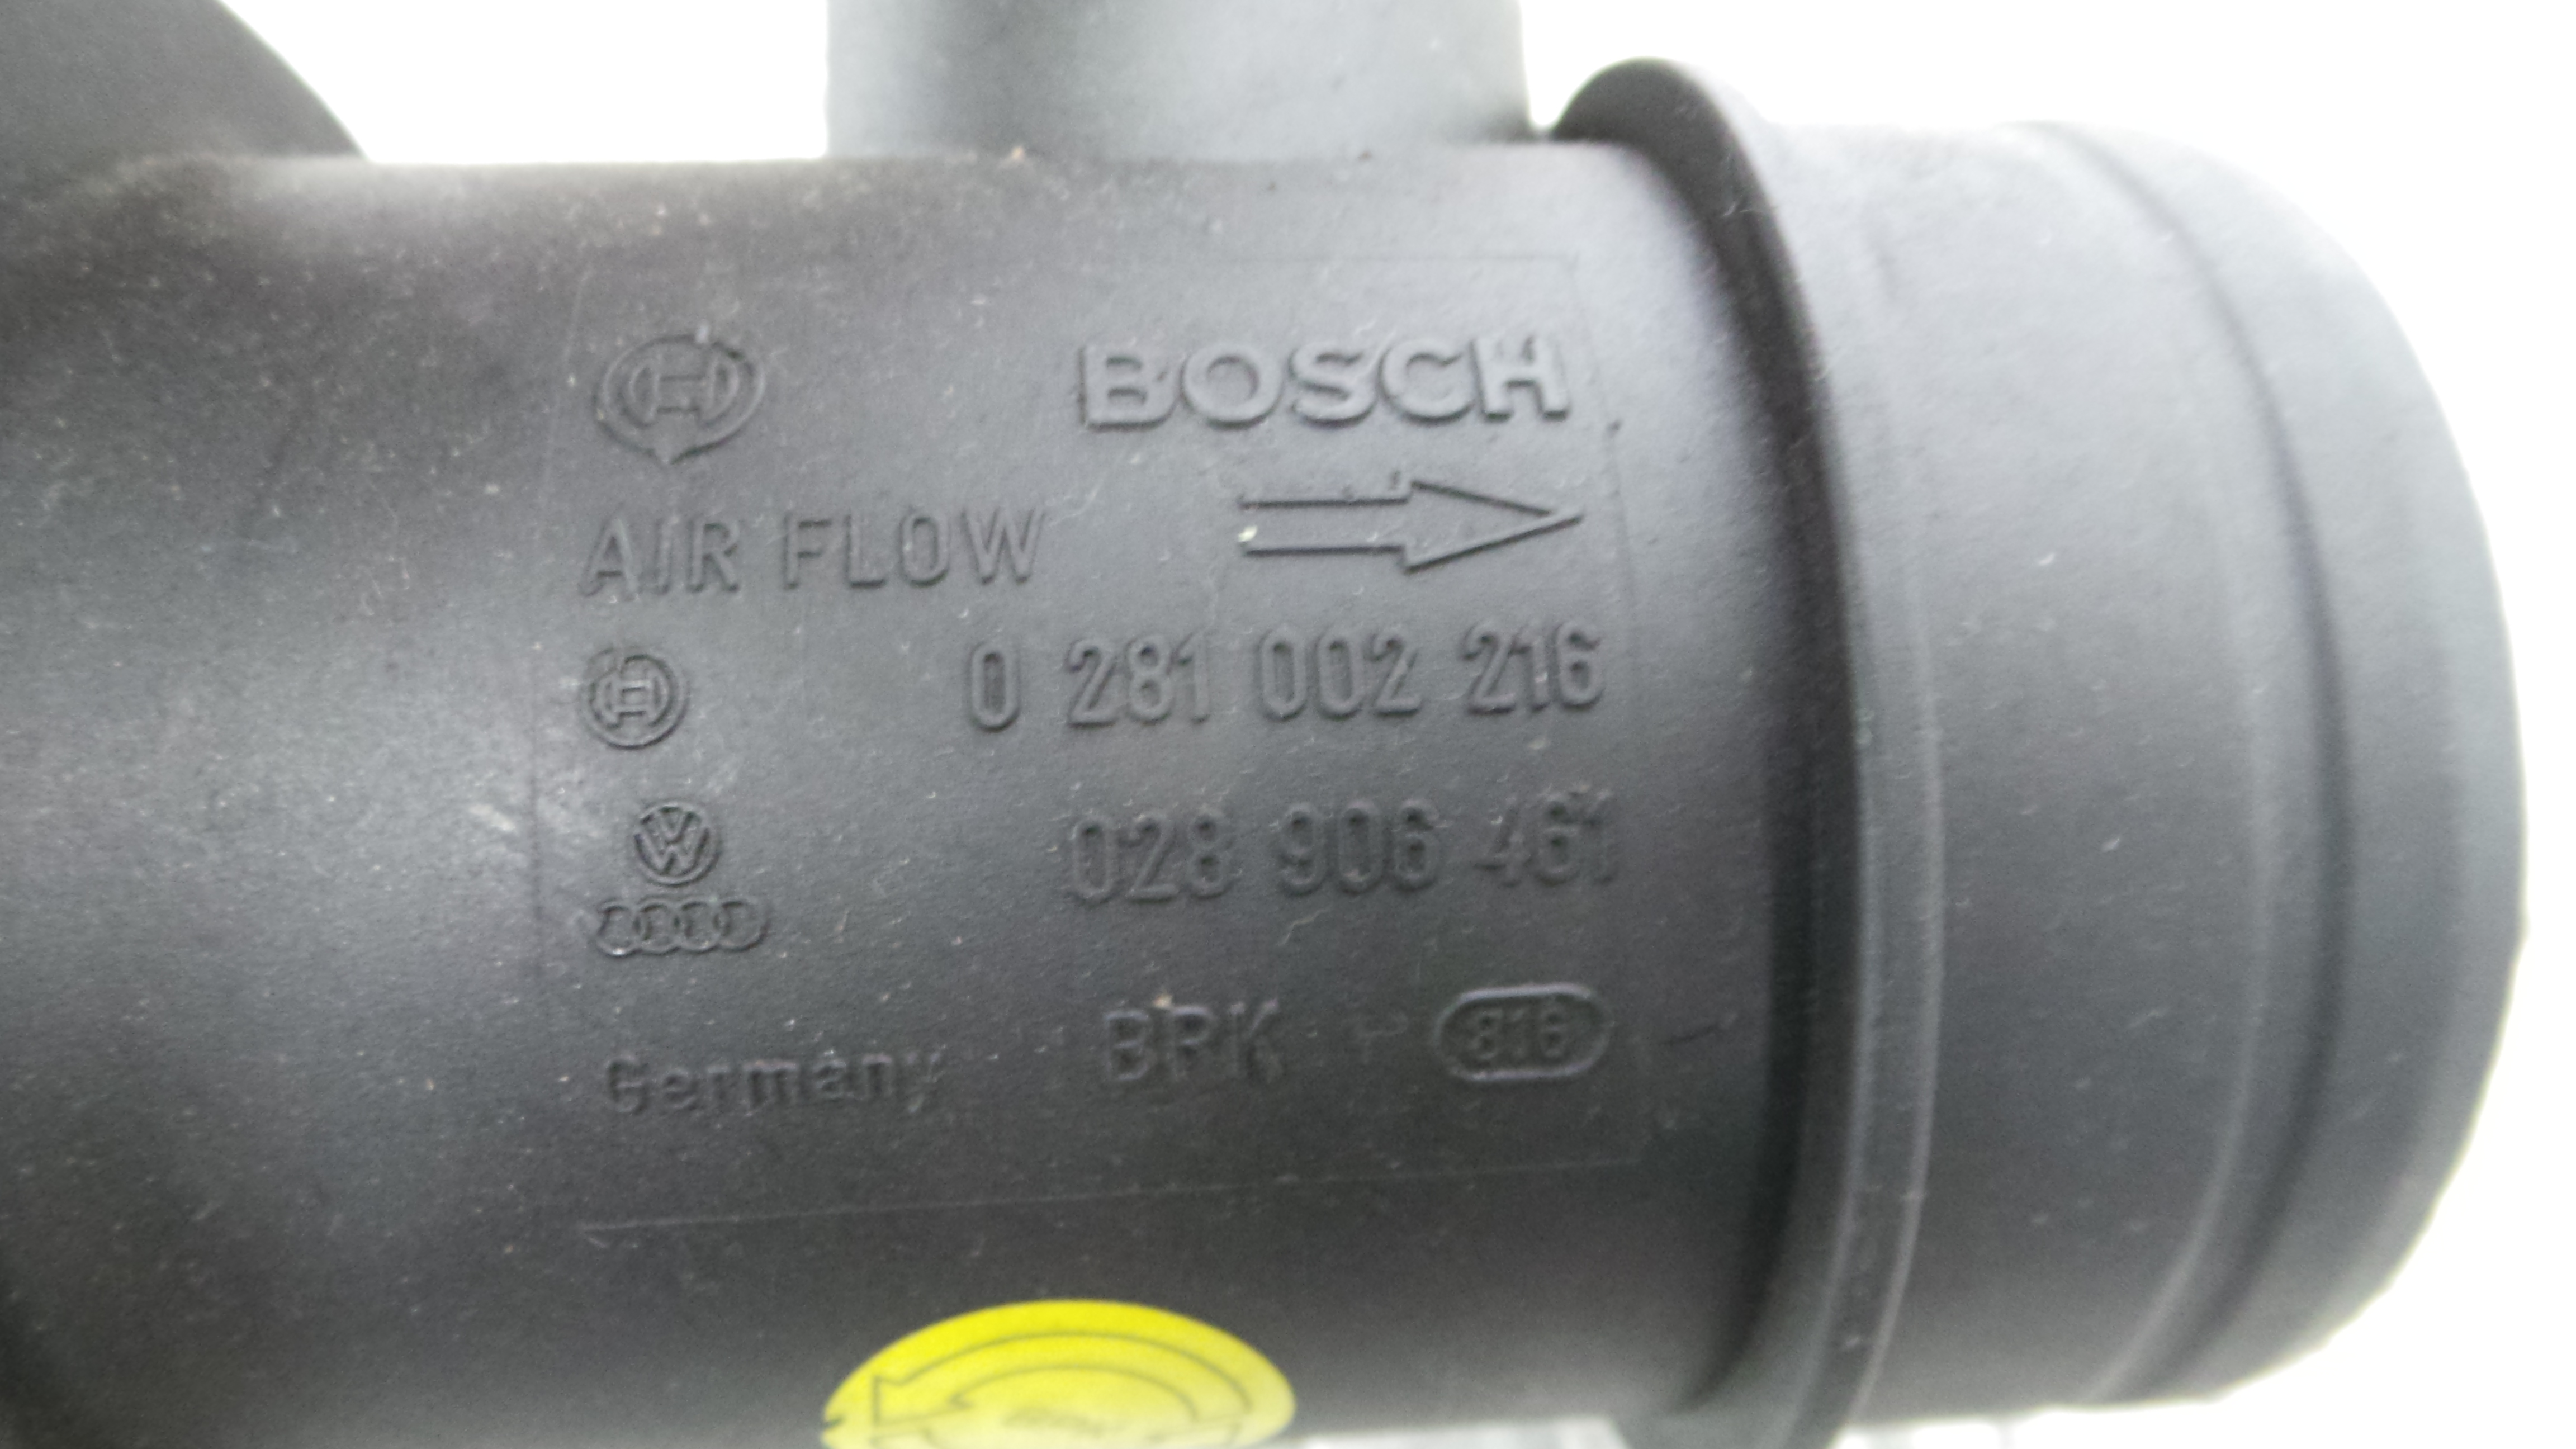 BOSCH
AIR FLOW
0 281 002 216
028 906 461
Germany BRK 816